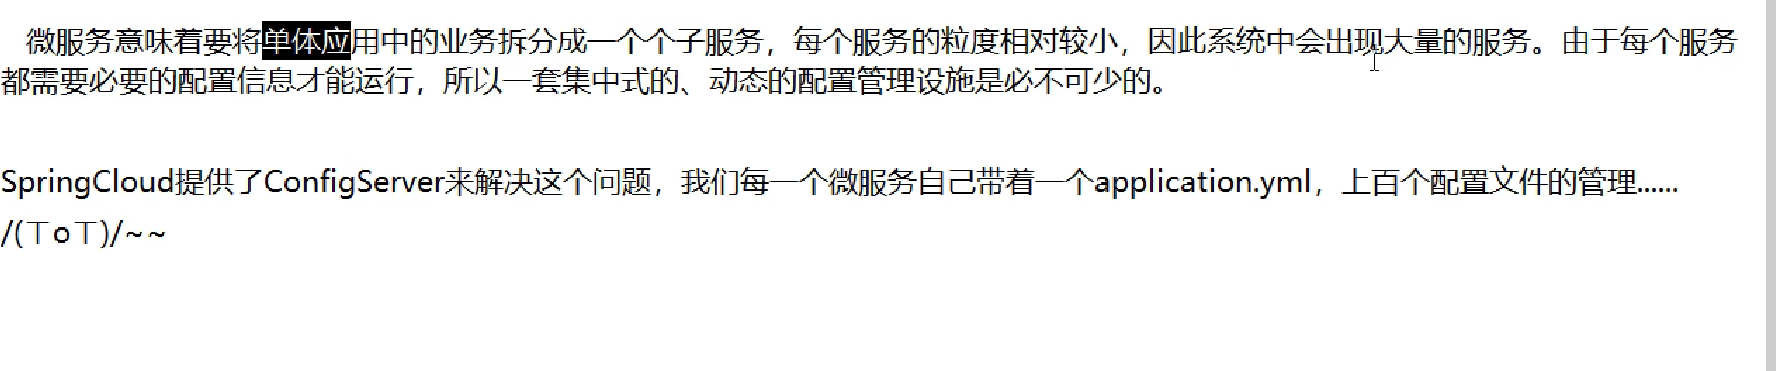 微服务意味着要将单体应用中的业务拆分成一个个子服务，每个服务的粒度相对较小，因此系统中会出现大量的服务。由于每个服务
都需要必要的配置信息才能运行，所以一套集中式的、动态的配置管理设施是必不可少的。
SpringCloud提供了ConfigServer来解决这个问题，我们每一个微服务自己带着一个application.yml，上百个配置文件的管理......
/(ㄒoㄒ)/~~